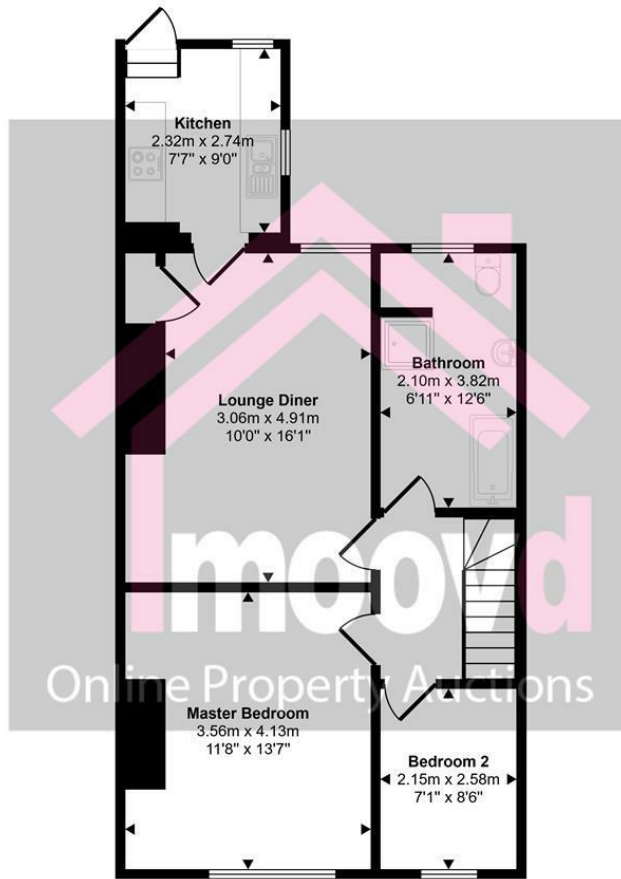 Kitchen
2.32m x 2.74m
7'7" x 9'0"
Bathroom
2.10m x 3.82m
6'11" x 12'6"
Lounge Diner
3.06m x 4.91m
10'0" x 16'1"
Imoovd
Online Property Auctions
Master Bedroom
3.56m x 4.13m
11'8" x 13'7"
Bedroom 2
2.15m x 2.58m
7'1" x 8'6"